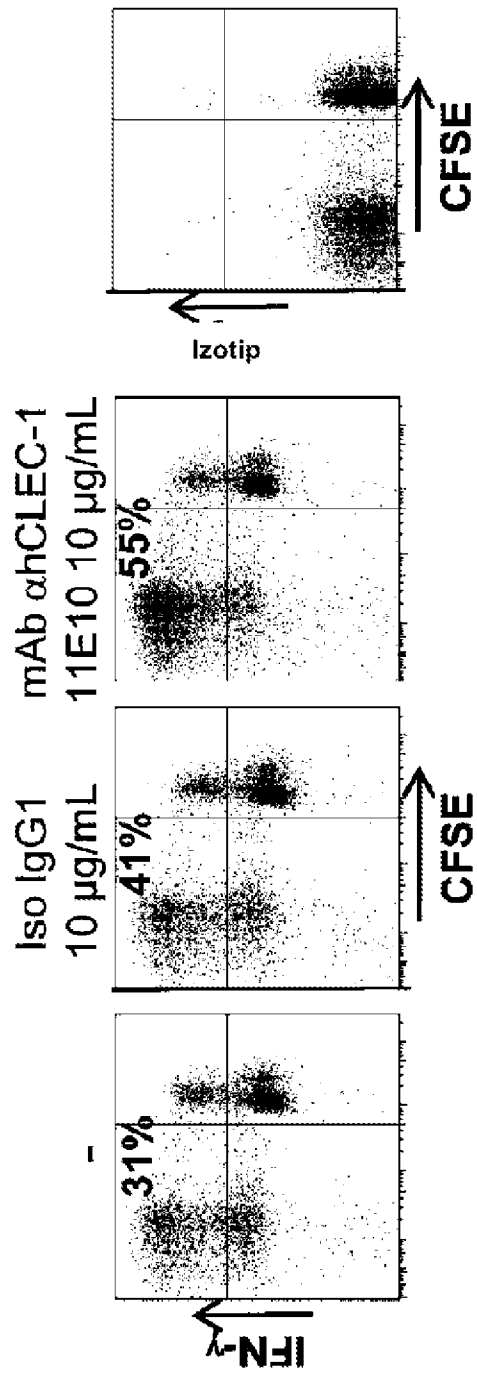 –
31%
IFN-γ
Iso IgG1
10 µg/mL
41%
CFSE
mAb αhCLEC-1
11E10 10 µg/mL
55%
Izotip
CFSE